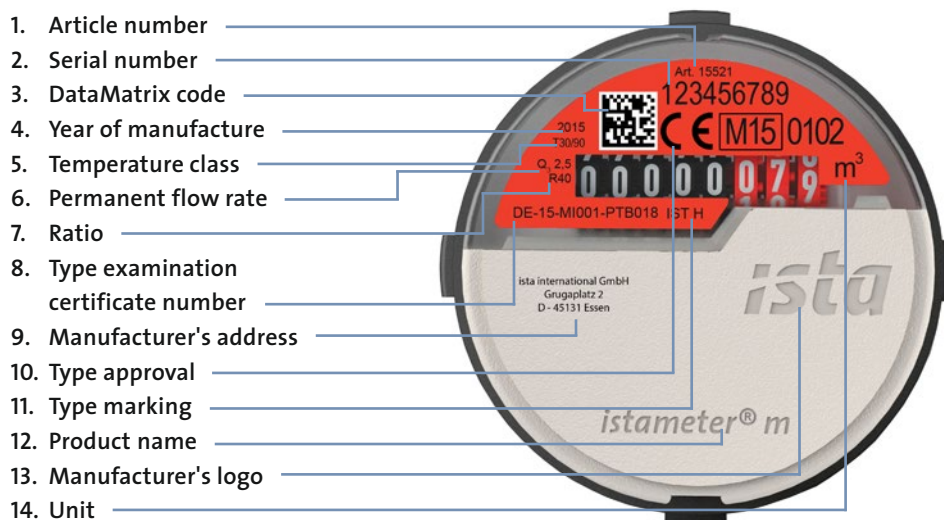 1. Article number
2. Serial number
3. DataMatrix code
4. Year of manufacture
5. Temperature class
6. Permanent flow rate
7. Ratio
8. Type examination
certificate number
9. Manufacturer's address
10. Type approval
11. Type marking
12. Product name
13. Manufacturer's logo
14. Unit
Art. 15521
123456789
2015
CE M15 0102
T30/90
Q₃ 2,5
R40
00000079 m³
DE-15-MI001-PTB018 IST H
ista international GmbH
Grugaplatz 2
D - 45131 Essen
ista
istameter® m